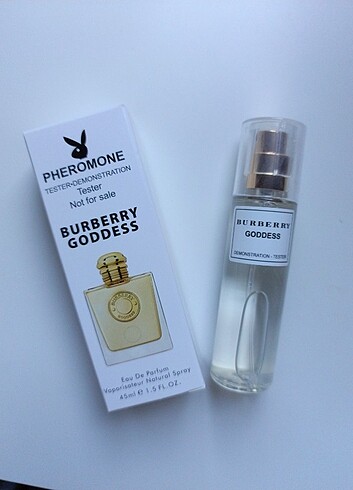 PHEROMONE
TESTER-DEMONSTRATION
Tester
Not for sale
BURBERRY
GODDESS
Eau De Parfum
Vaporisateur Natural Spray
45ml e 1.5 FL.OZ.
BURBERRY
GODDESS
DEMONSTRATION - TESTER